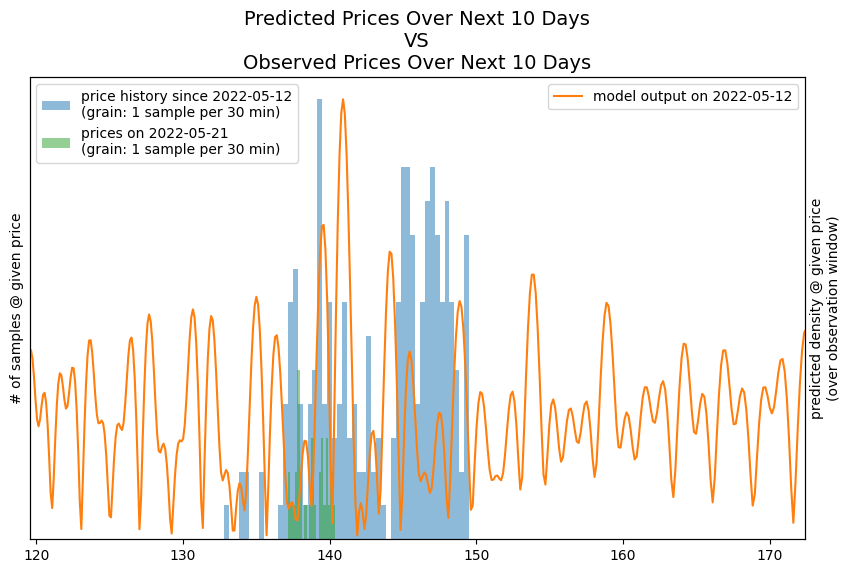 Predicted Prices Over Next 10 Days
VS
Observed Prices Over Next 10 Days
price history since 2022-05-12
(grain: 1 sample per 30 min)
prices on 2022-05-21
(grain: 1 sample per 30 min)
model output on 2022-05-12
# of samples @ given price
predicted density @ given price
(over observation window)
120 130 140 150 160 170